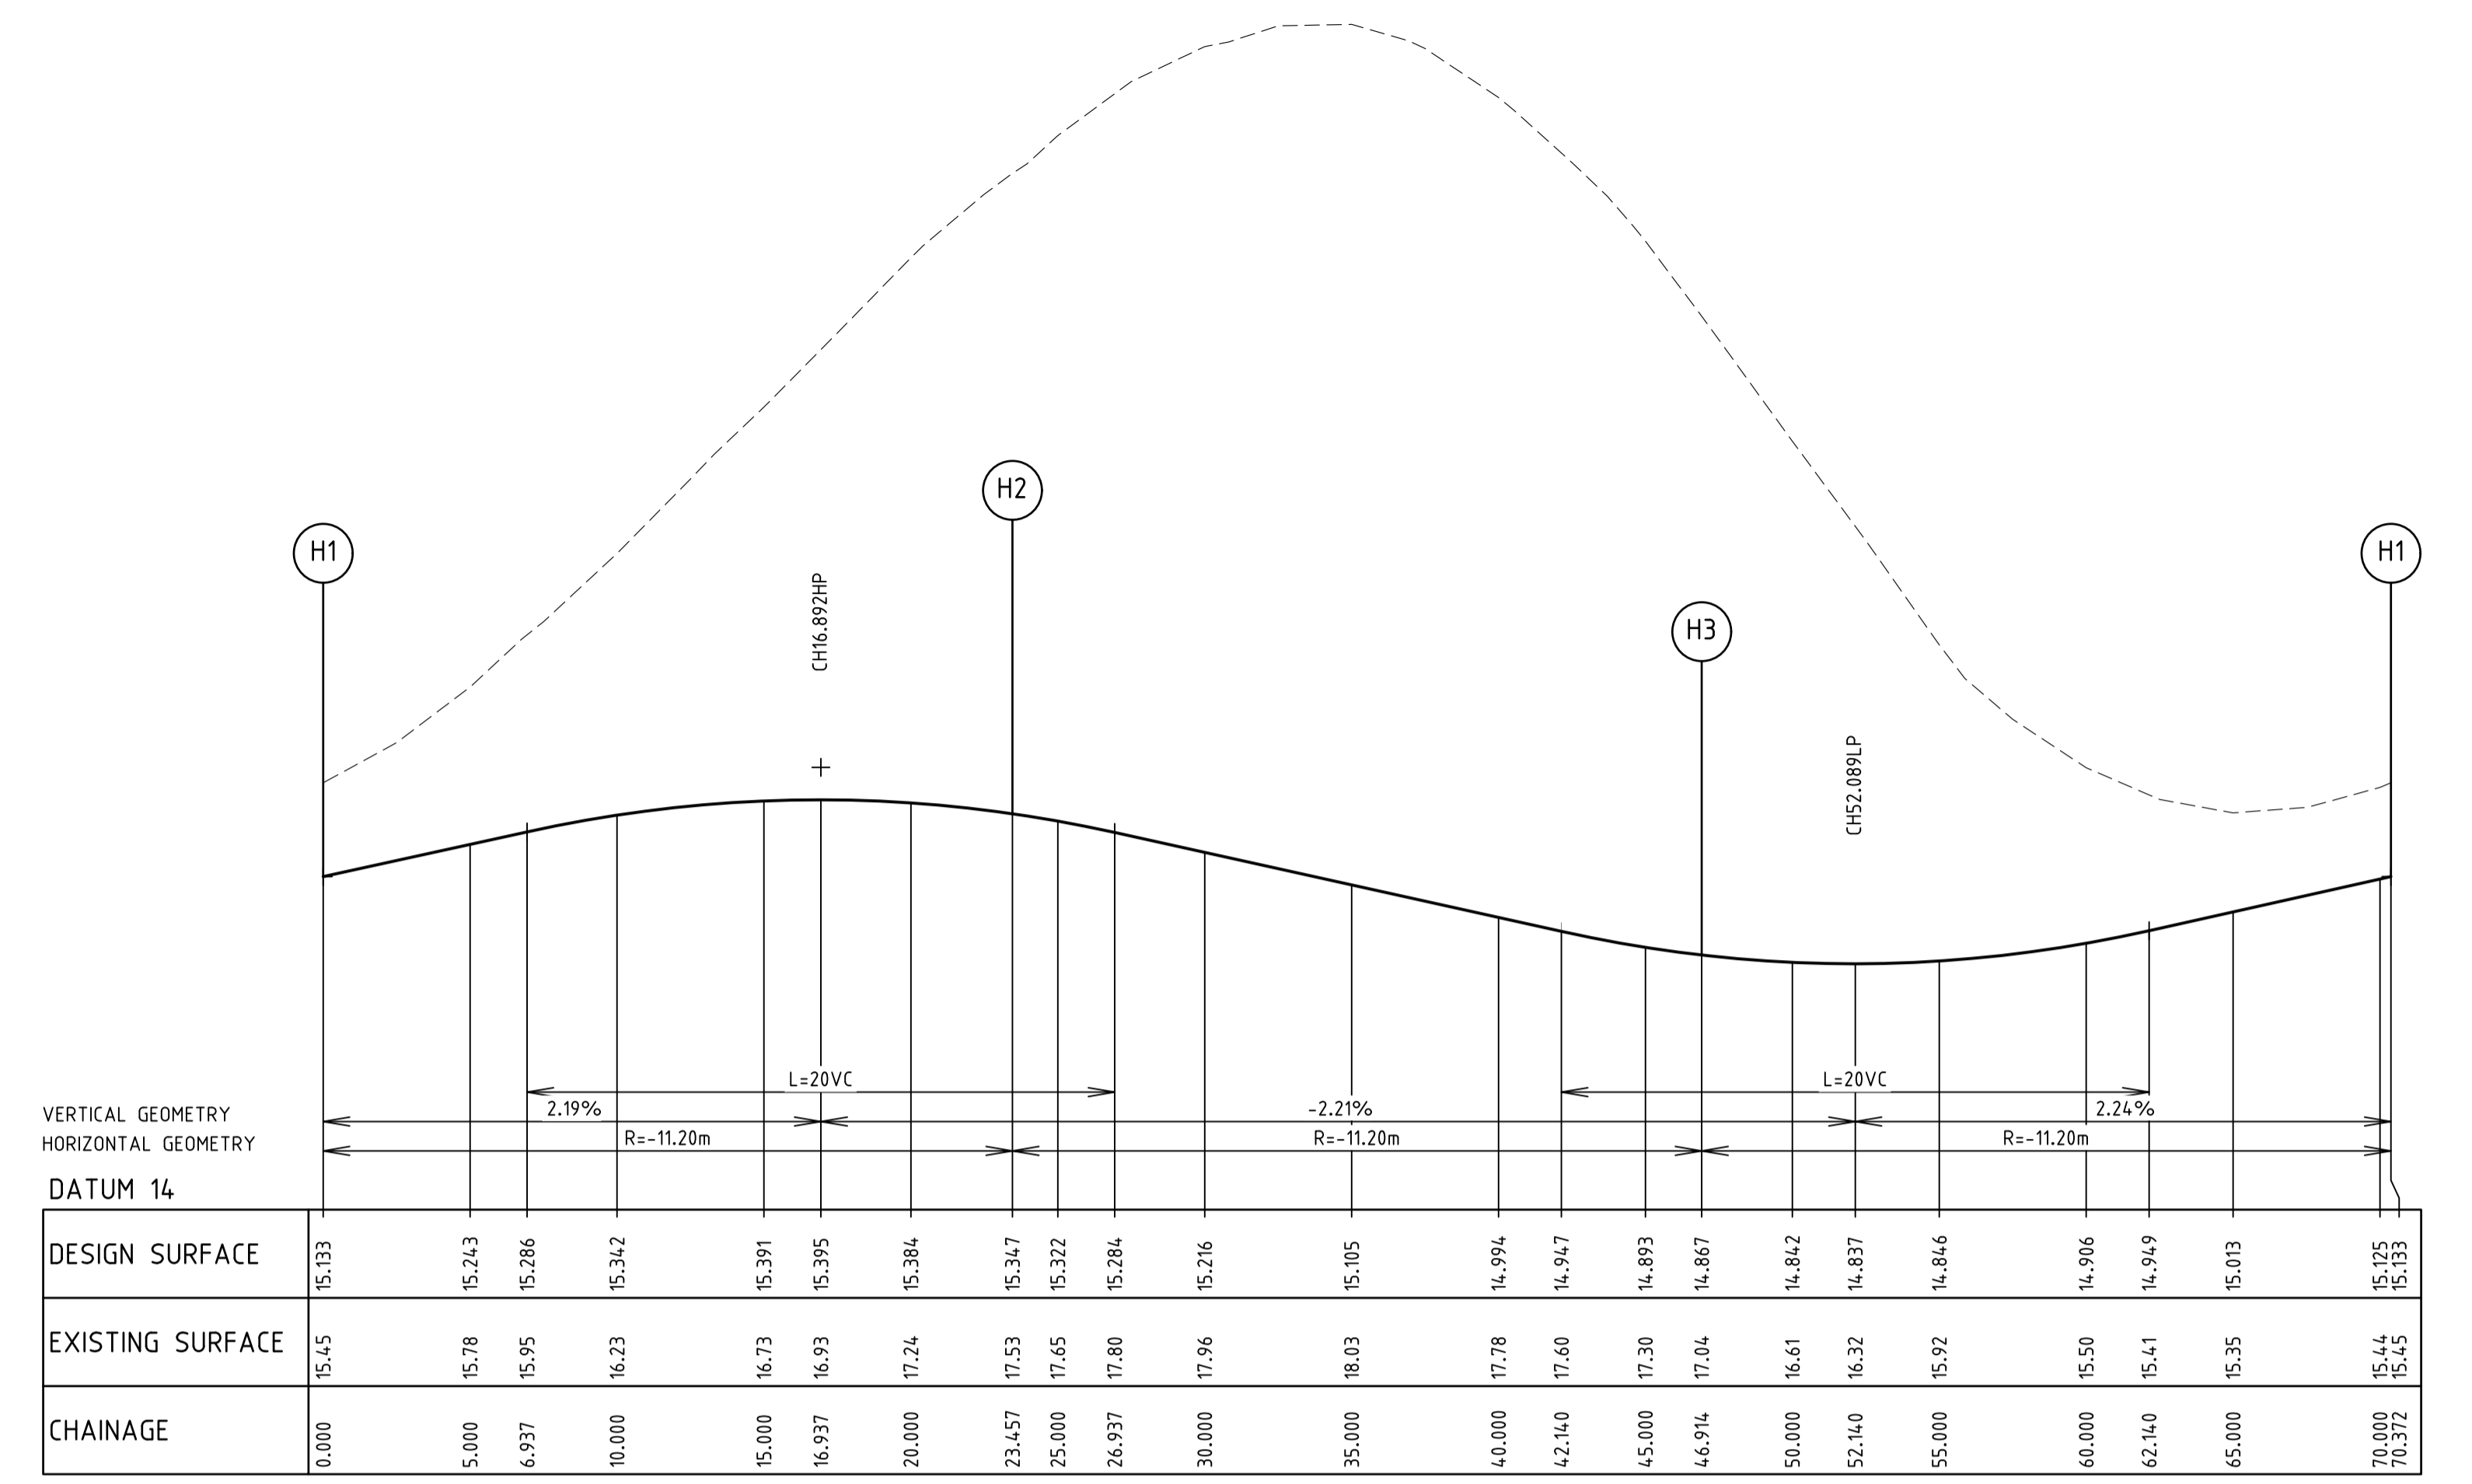 H2
H1
H1
CH16.892HP
H3
CH52.089LP
L=20VC L=20VC
VERTICAL GEOMETRY 2.19% -2.21% 2.24%
HORIZONTAL GEOMETRY R=-11.20m R=-11.20m R=-11.20m
DATUM 14
DESIGN SURFACE 15.133 15.243 15.286 15.342 15.391 15.395 15.384 15.347 15.322 15.284 15.216 15.105 14.994 14.947 14.893 14.867 14.842 14.837 14.846 14.906 14.949 15.013 15.125 15.133
EXISTING SURFACE 15.45 15.78 15.95 16.23 16.73 16.93 17.24 17.53 17.65 17.80 17.96 18.03 17.78 17.60 17.30 17.04 16.61 16.32 15.92 15.50 15.41 15.35 15.44 15.45
CHAINAGE 0.000 5.000 6.937 10.000 15.000 16.937 20.000 23.457 25.000 26.937 30.000 35.000 40.000 42.140 45.000 46.914 50.000 52.140 55.000 60.000 62.140 65.000 70.000 70.372